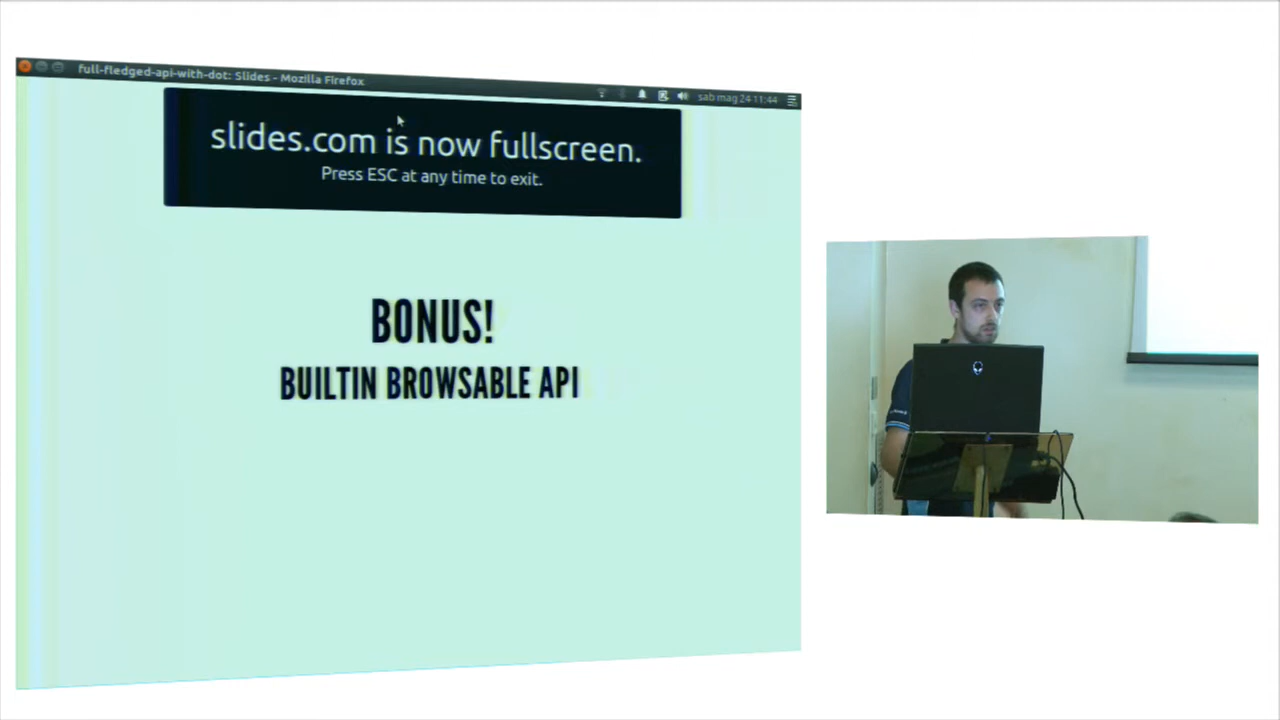 full-fledged-api-with-dot: Slides - Mozilla Firefox
sab mag 24 11:44
slides.com is now fullscreen.
Press ESC at any time to exit.
BONUS!
BUILTIN BROWSABLE API